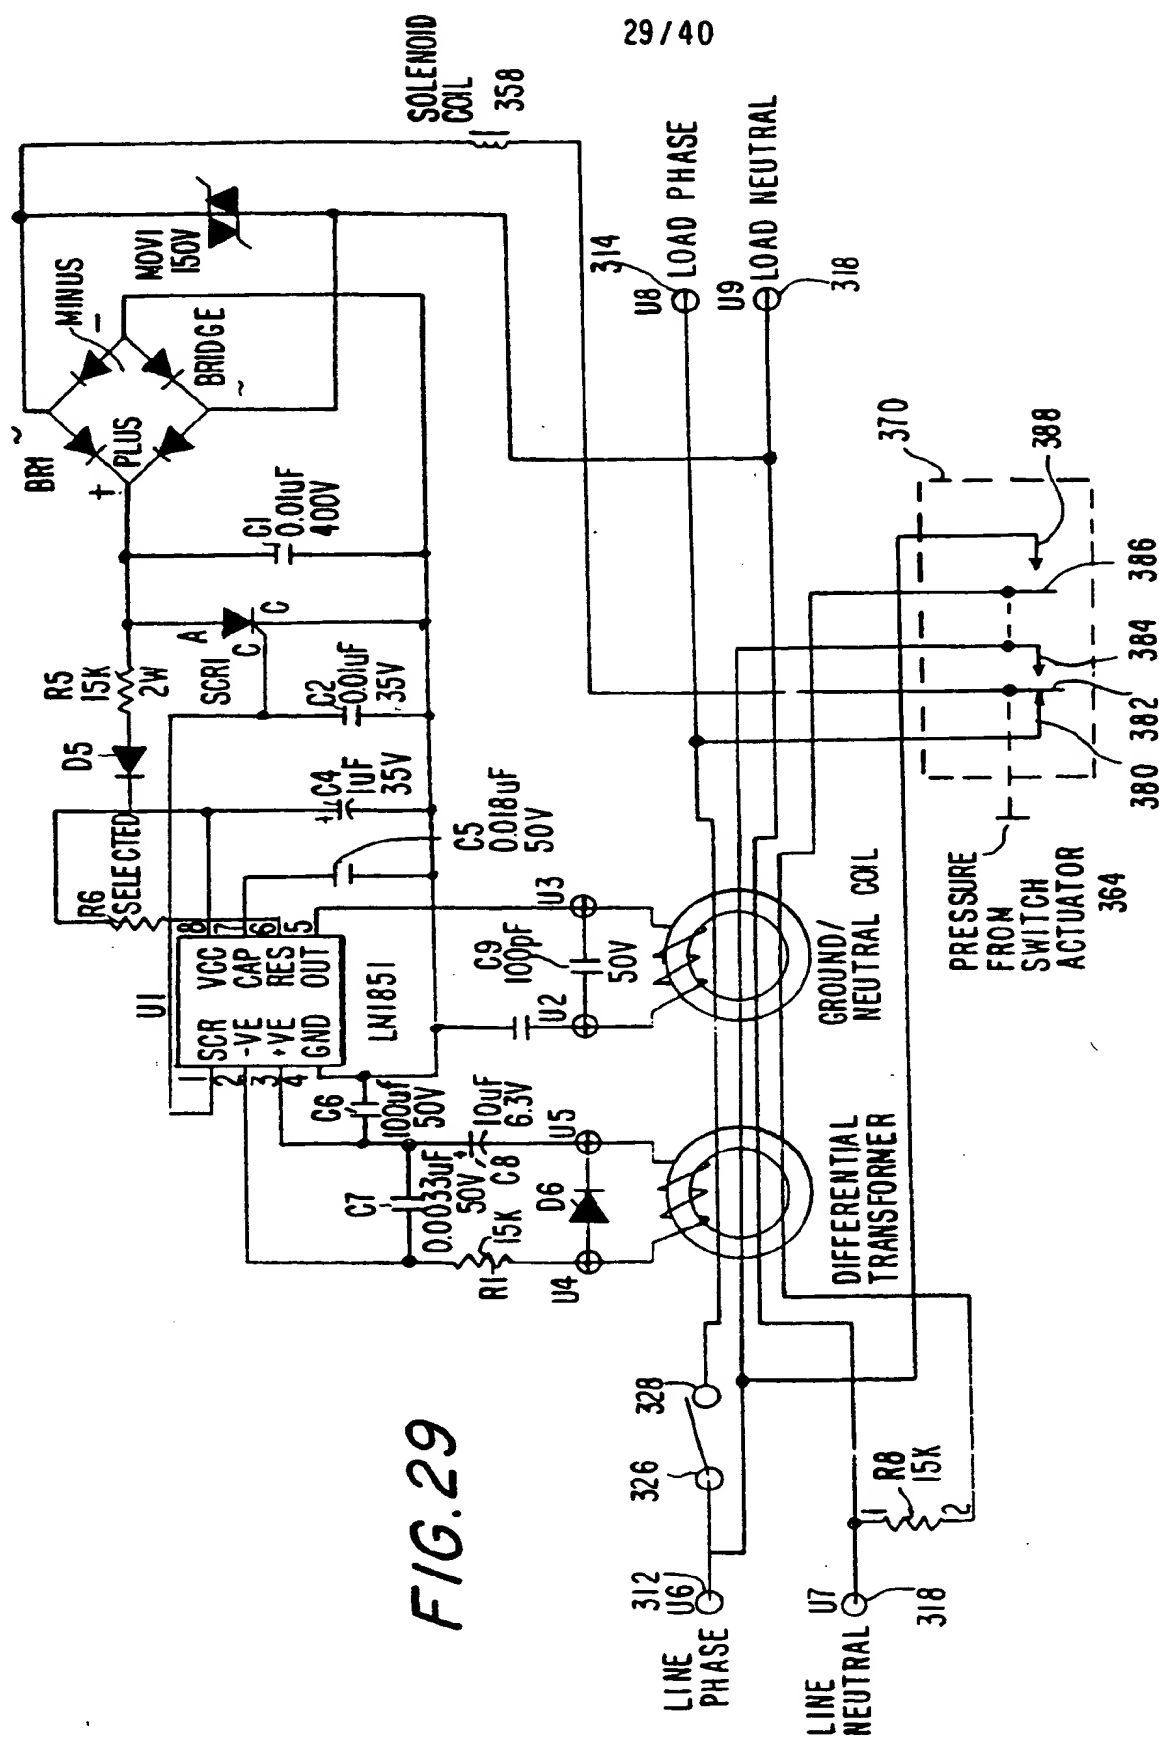 29/40
FIG. 29
BR1
~
+
PLUS
MINUS
-
BRIDGE
~
MOV1
150V
SOLENOID
COIL
358
R5
15K
2W
D5
A
C
C
SCR1
C1
0.01uF
400V
C2
0.01uF
35V
+C4
1uF
35V
C5
0.018uF
50V
R6
SELECTED
U1
1 SCR VCC 8
2 -VE CAP 7
3 +VE RES 6
4 GND OUT 5
LN1851
C6
100uf
50V
C7
0.0033uF
50V
+
C8
10uF
6.3V
R1
15K
D6
U4
U5
U2
U3
C9
100pF
50V
DIFFERENTIAL
TRANSFORMER
GROUND/
NEUTRAL COIL
314
U8
LOAD PHASE
U9
LOAD NEUTRAL
318
326
328
312
U6
LINE
PHASE
U7
318
LINE
NEUTRAL
1
R8
15K
2
PRESSURE
FROM
SWITCH
ACTUATOR
364
370
380
382
384
386
388